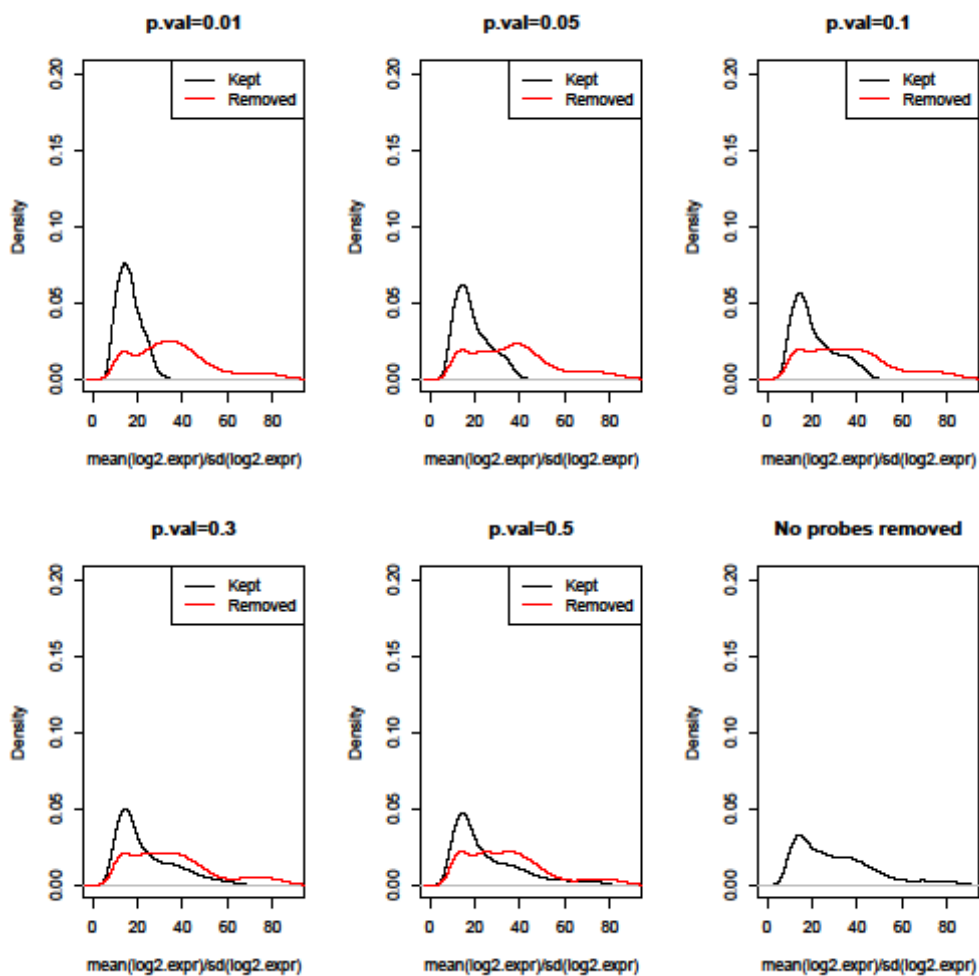 p.val=0.01
0.20
0.15
0.10
0.05
0.00
Density
Kept
Removed
0 20 40 60 80
mean(log2.expr)/sd(log2.expr)
p.val=0.05
0.20
0.15
0.10
0.05
0.00
Density
Kept
Removed
0 20 40 60 80
mean(log2.expr)/sd(log2.expr)
p.val=0.1
0.20
0.15
0.10
0.05
0.00
Density
Kept
Removed
0 20 40 60 80
mean(log2.expr)/sd(log2.expr)
p.val=0.3
0.20
0.15
0.10
0.05
0.00
Density
Kept
Removed
0 20 40 60 80
mean(log2.expr)/sd(log2.expr)
p.val=0.5
0.20
0.15
0.10
0.05
0.00
Density
Kept
Removed
0 20 40 60 80
mean(log2.expr)/sd(log2.expr)
No probes removed
0.20
0.15
0.10
0.05
0.00
Density
0 20 40 60 80
mean(log2.expr)/sd(log2.expr)